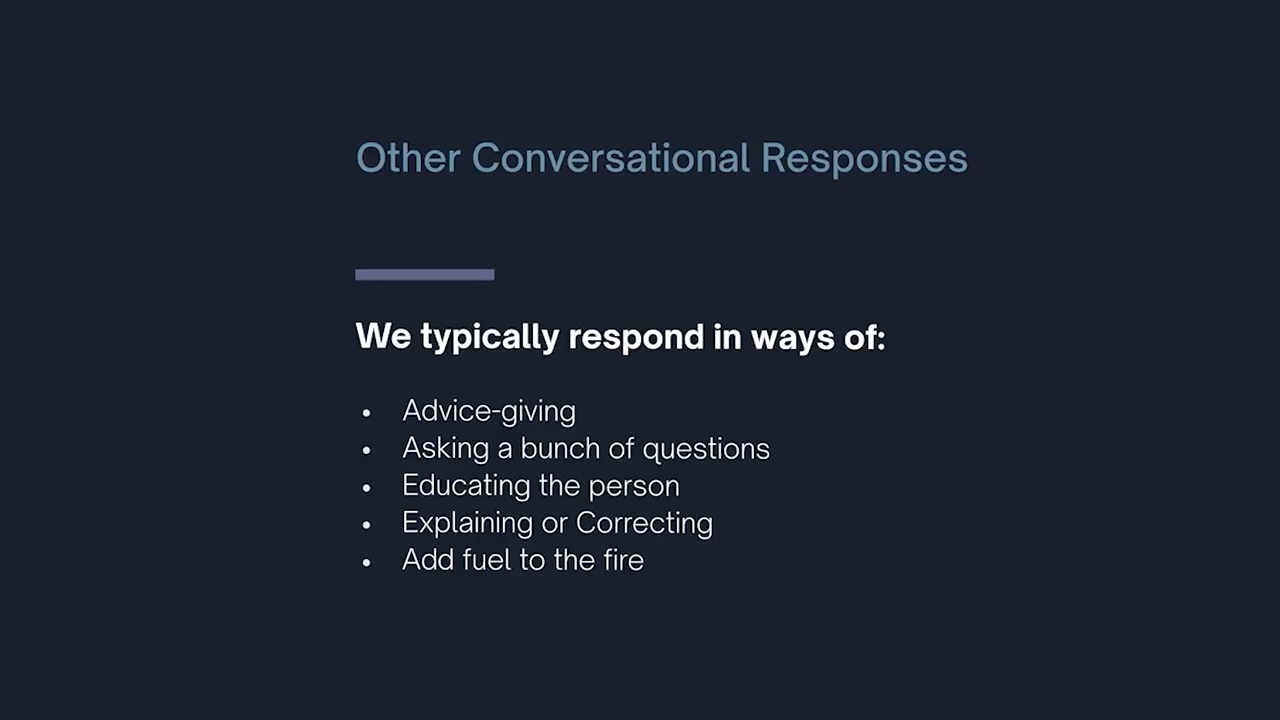 Other Conversational Responses
We typically respond in ways of:
• Advice-giving
• Asking a bunch of questions
• Educating the person
• Explaining or Correcting
• Add fuel to the fire